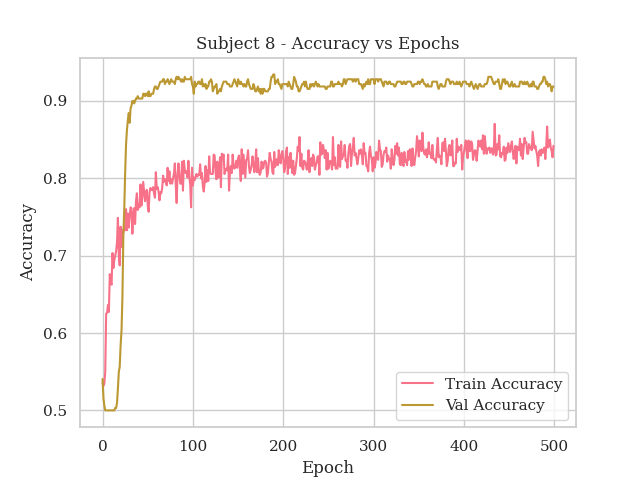 Subject 8 - Accuracy vs Epochs
Accuracy
0.9
0.8
0.7
0.6
0.5
0 100 200 300 400 500
Epoch
Train Accuracy
Val Accuracy